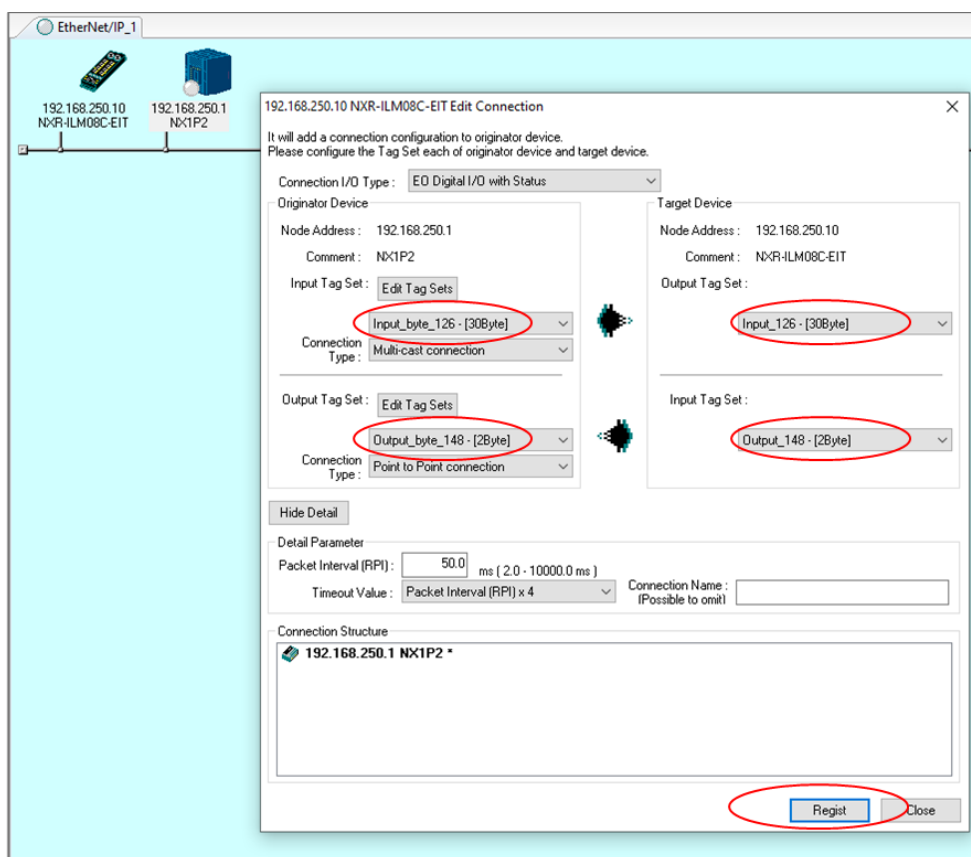 EtherNet/IP_1
192.168.250.10
NXR-ILM08C-EIT
192.168.250.1
NX1P2
192.168.250.10 NXR-ILM08C-EIT Edit Connection
It will add a connection configuration to originator device.
Please configure the Tag Set each of originator device and target device.
Connection I/O Type : EO Digital I/O with Status
Originator Device
Node Address : 192.168.250.1
Comment : NX1P2
Input Tag Set : Edit Tag Sets
Input_byte_126 - [30Byte]
Connection Type : Multi-cast connection
Output Tag Set : Edit Tag Sets
Output_byte_148 - [2Byte]
Connection Type : Point to Point connection
Target Device
Node Address : 192.168.250.10
Comment : NXR-ILM08C-EIT
Output Tag Set :
Input_126 - [30Byte]
Input Tag Set :
Output_148 - [2Byte]
Hide Detail
Detail Parameter
Packet Interval (RPI) : 50.0 ms ( 2.0 - 10000.0 ms )
Timeout Value : Packet Interval (RPI) x 4
Connection Name :
(Possible to omit)
Connection Structure
192.168.250.1 NX1P2 *
Regist
Close